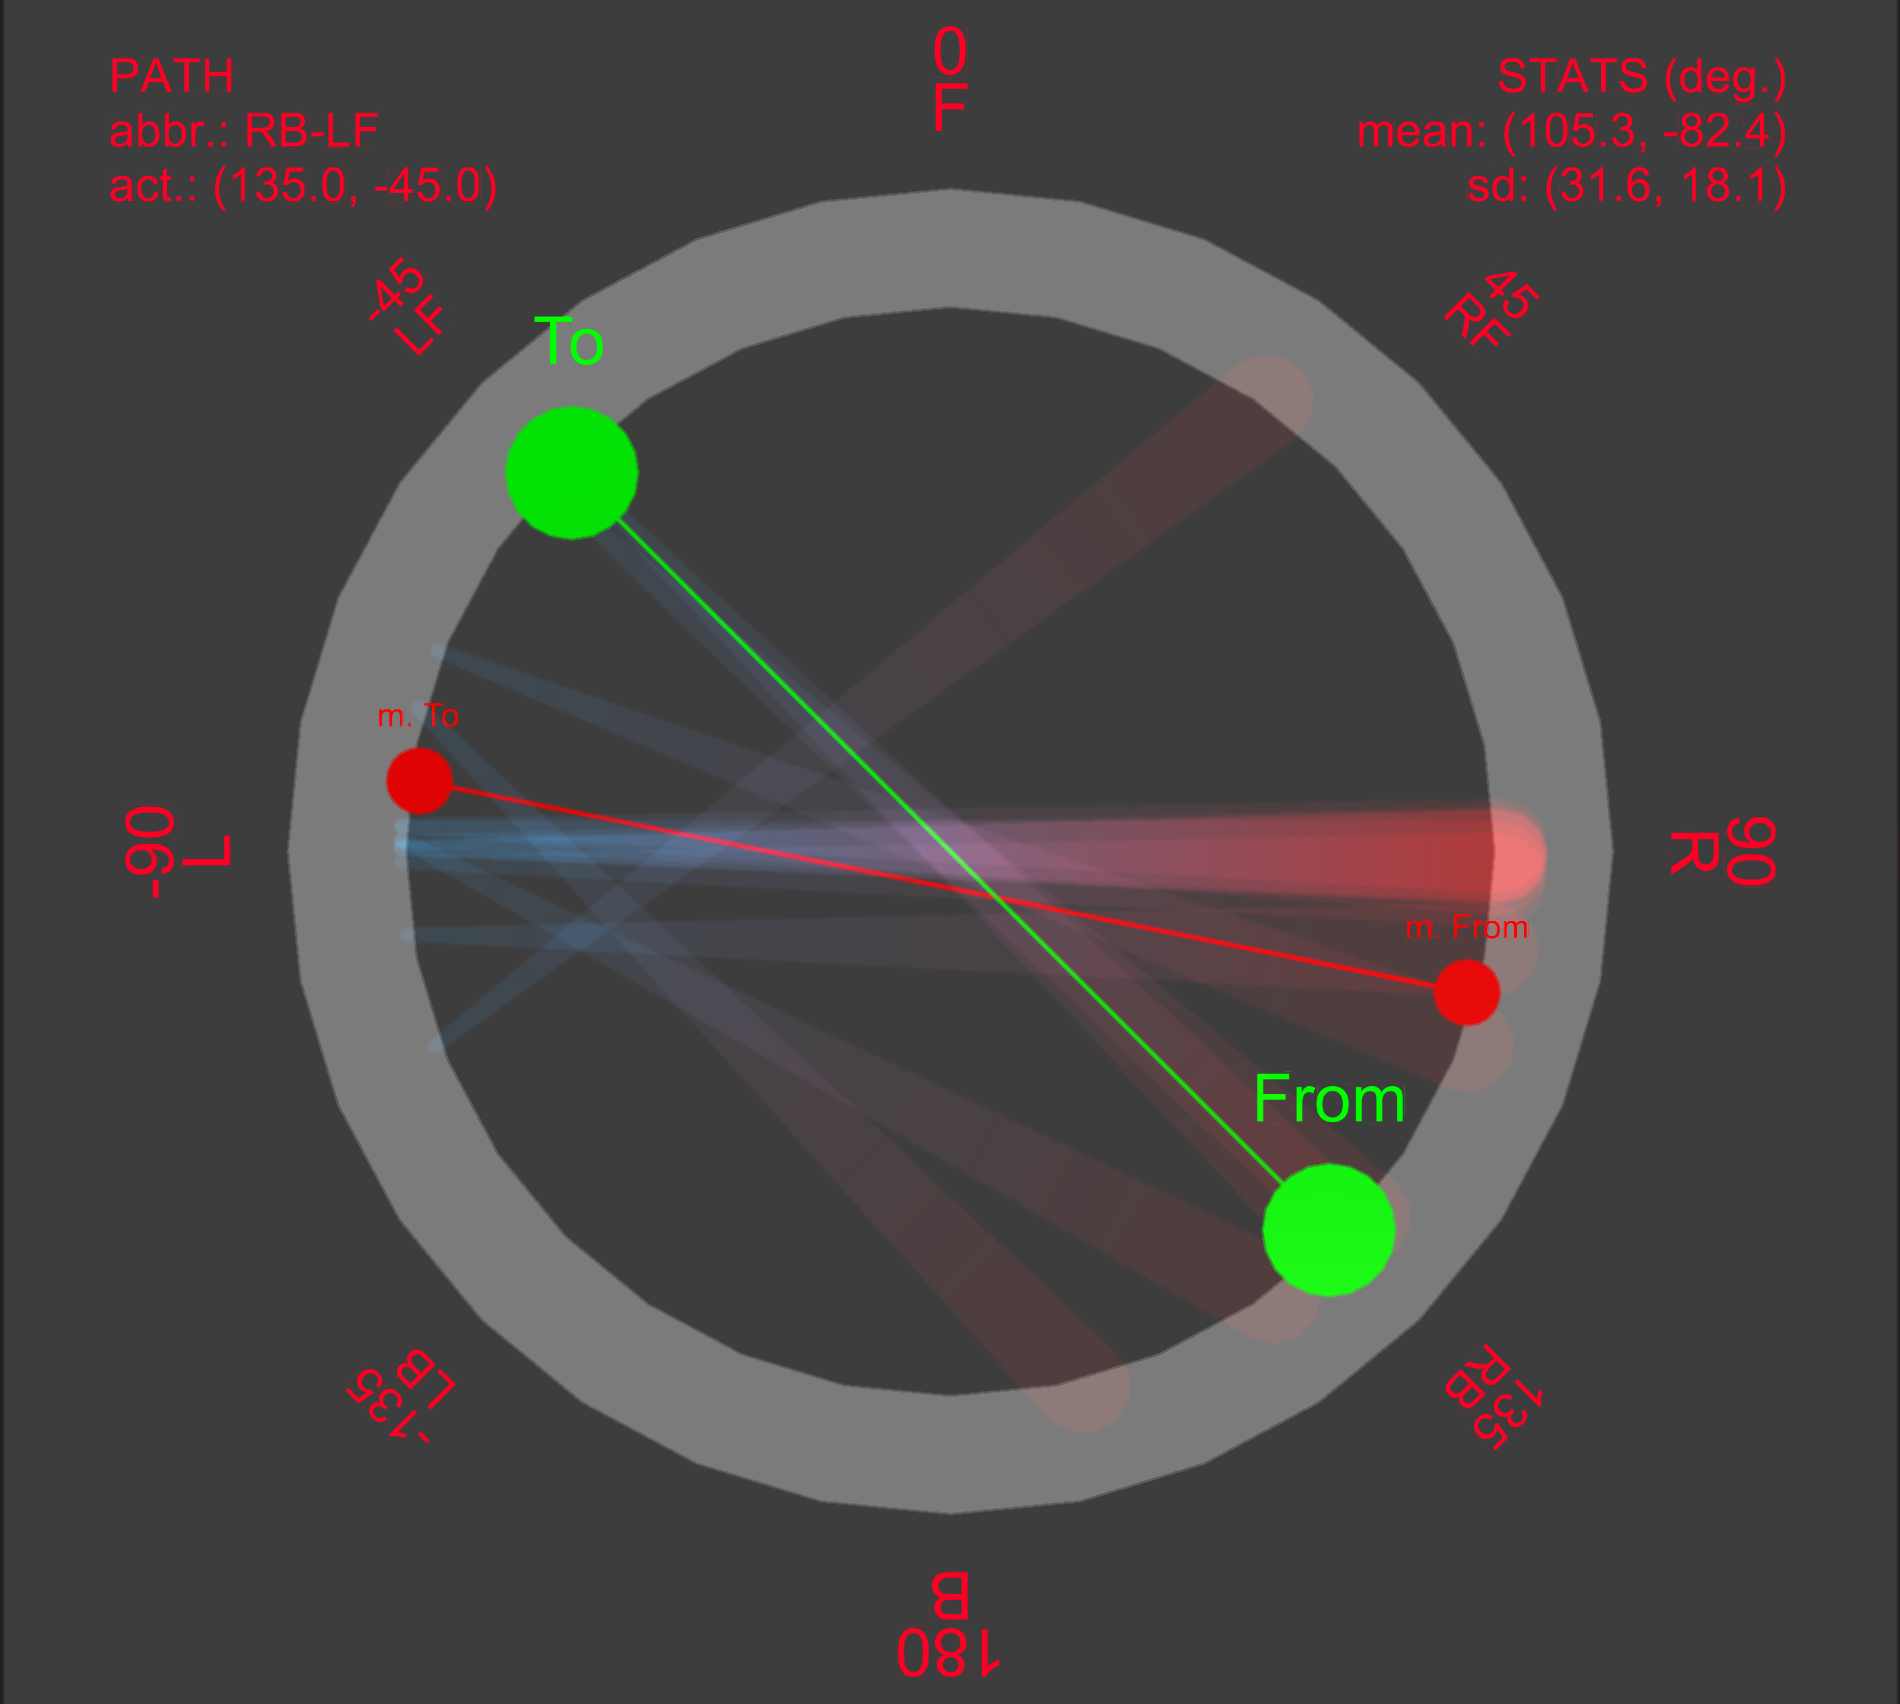 0
F
PATH
abbr.: RB-LF
act.: (135.0, -45.0)
STATS (deg.)
mean: (105.3, -82.4)
sd: (31.6, 18.1)
-45
LF
45
RF
To
m. To
-90
L
90
R
m. From
From
LB
-135
RB
135
B
180